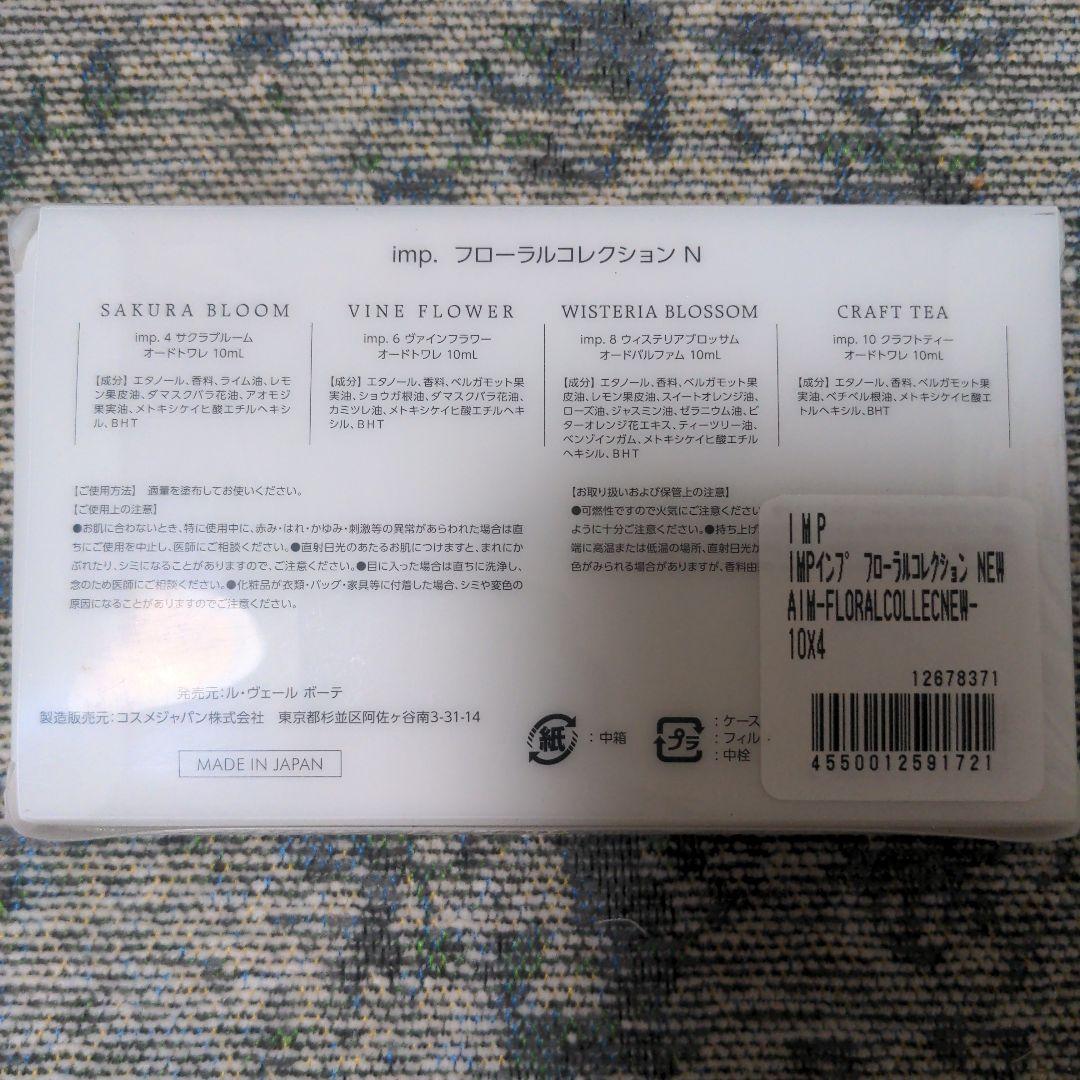 imp. フローラルコレクション N
SAKURA BLOOM
imp. 4 サクラブルーム
オードトワレ 10mL
【成分】エタノール、香料、ライム油、レモ
ン果皮油、ダマスクバラ花油、アオモジ
果実油、メトキシケイヒ酸エチルヘキシ
ル、BHT
VINE FLOWER
imp. 6 ヴァインフラワー
オードトワレ 10mL
【成分】エタノール、香料、ベルガモット果
実油、ショウガ根油、ダマスクバラ花油、
カミツレ油、メトキシケイヒ酸エチルヘキ
シル、BHT
WISTERIA BLOSSOM
imp. 8 ウィステリアブロッサム
オードパルファム 10mL
【成分】エタノール、香料、ベルガモット果
皮油、レモン果皮油、スイートオレンジ油、
ローズ油、ジャスミン油、ゼラニウム油、ビ
ターオレンジ花エキス、ティーツリー油、
ベンゾインガム、メトキシケイヒ酸エチル
ヘキシル、BHT
CRAFT TEA
imp. 10 クラフトティー
オードトワレ 10mL
【成分】エタノール、香料、ベルガモット果
実油、ベチベル根油、メトキシケイヒ酸エ
トルヘキシル、BHT
【ご使用方法】 適量を塗布してお使いください。
【ご使用上の注意】
●お肌に合わないとき、特に使用中に、赤み・はれ・かゆみ・刺激等の異常があらわれた場合は直
ちにご使用を中止し、医師にご相談ください。●直射日光のあたるお肌につけますと、まれにか
ぶれたり、シミになることがありますので、ご注意ください。●目に入った場合は直ちに洗浄し、
念のため医師にご相談ください。●化粧品が衣類・バッグ・家具等に付着した場合、シミや変色の
原因になることがありますのでご注意ください。
【お取り扱いおよび保管上の注意】
●可燃性ですので火気にご注意くださ
ように十分ご注意ください。●持ち上げ
端に高温または低温の場所、直射日光が
色がみられる場合がありますが、香料由
発売元:ル・ヴェール ボーテ
製造販売元:コスメジャパン株式会社 東京都杉並区阿佐ヶ谷南3-31-14
MADE IN JAPAN
紙
:中箱
プラ
:ケース
:フィル
:中栓
IMP
IMPインプ フローラルコレクション NEW
AIM-FLORALCOLLECNEW-
10X4
12678371
4550012591721